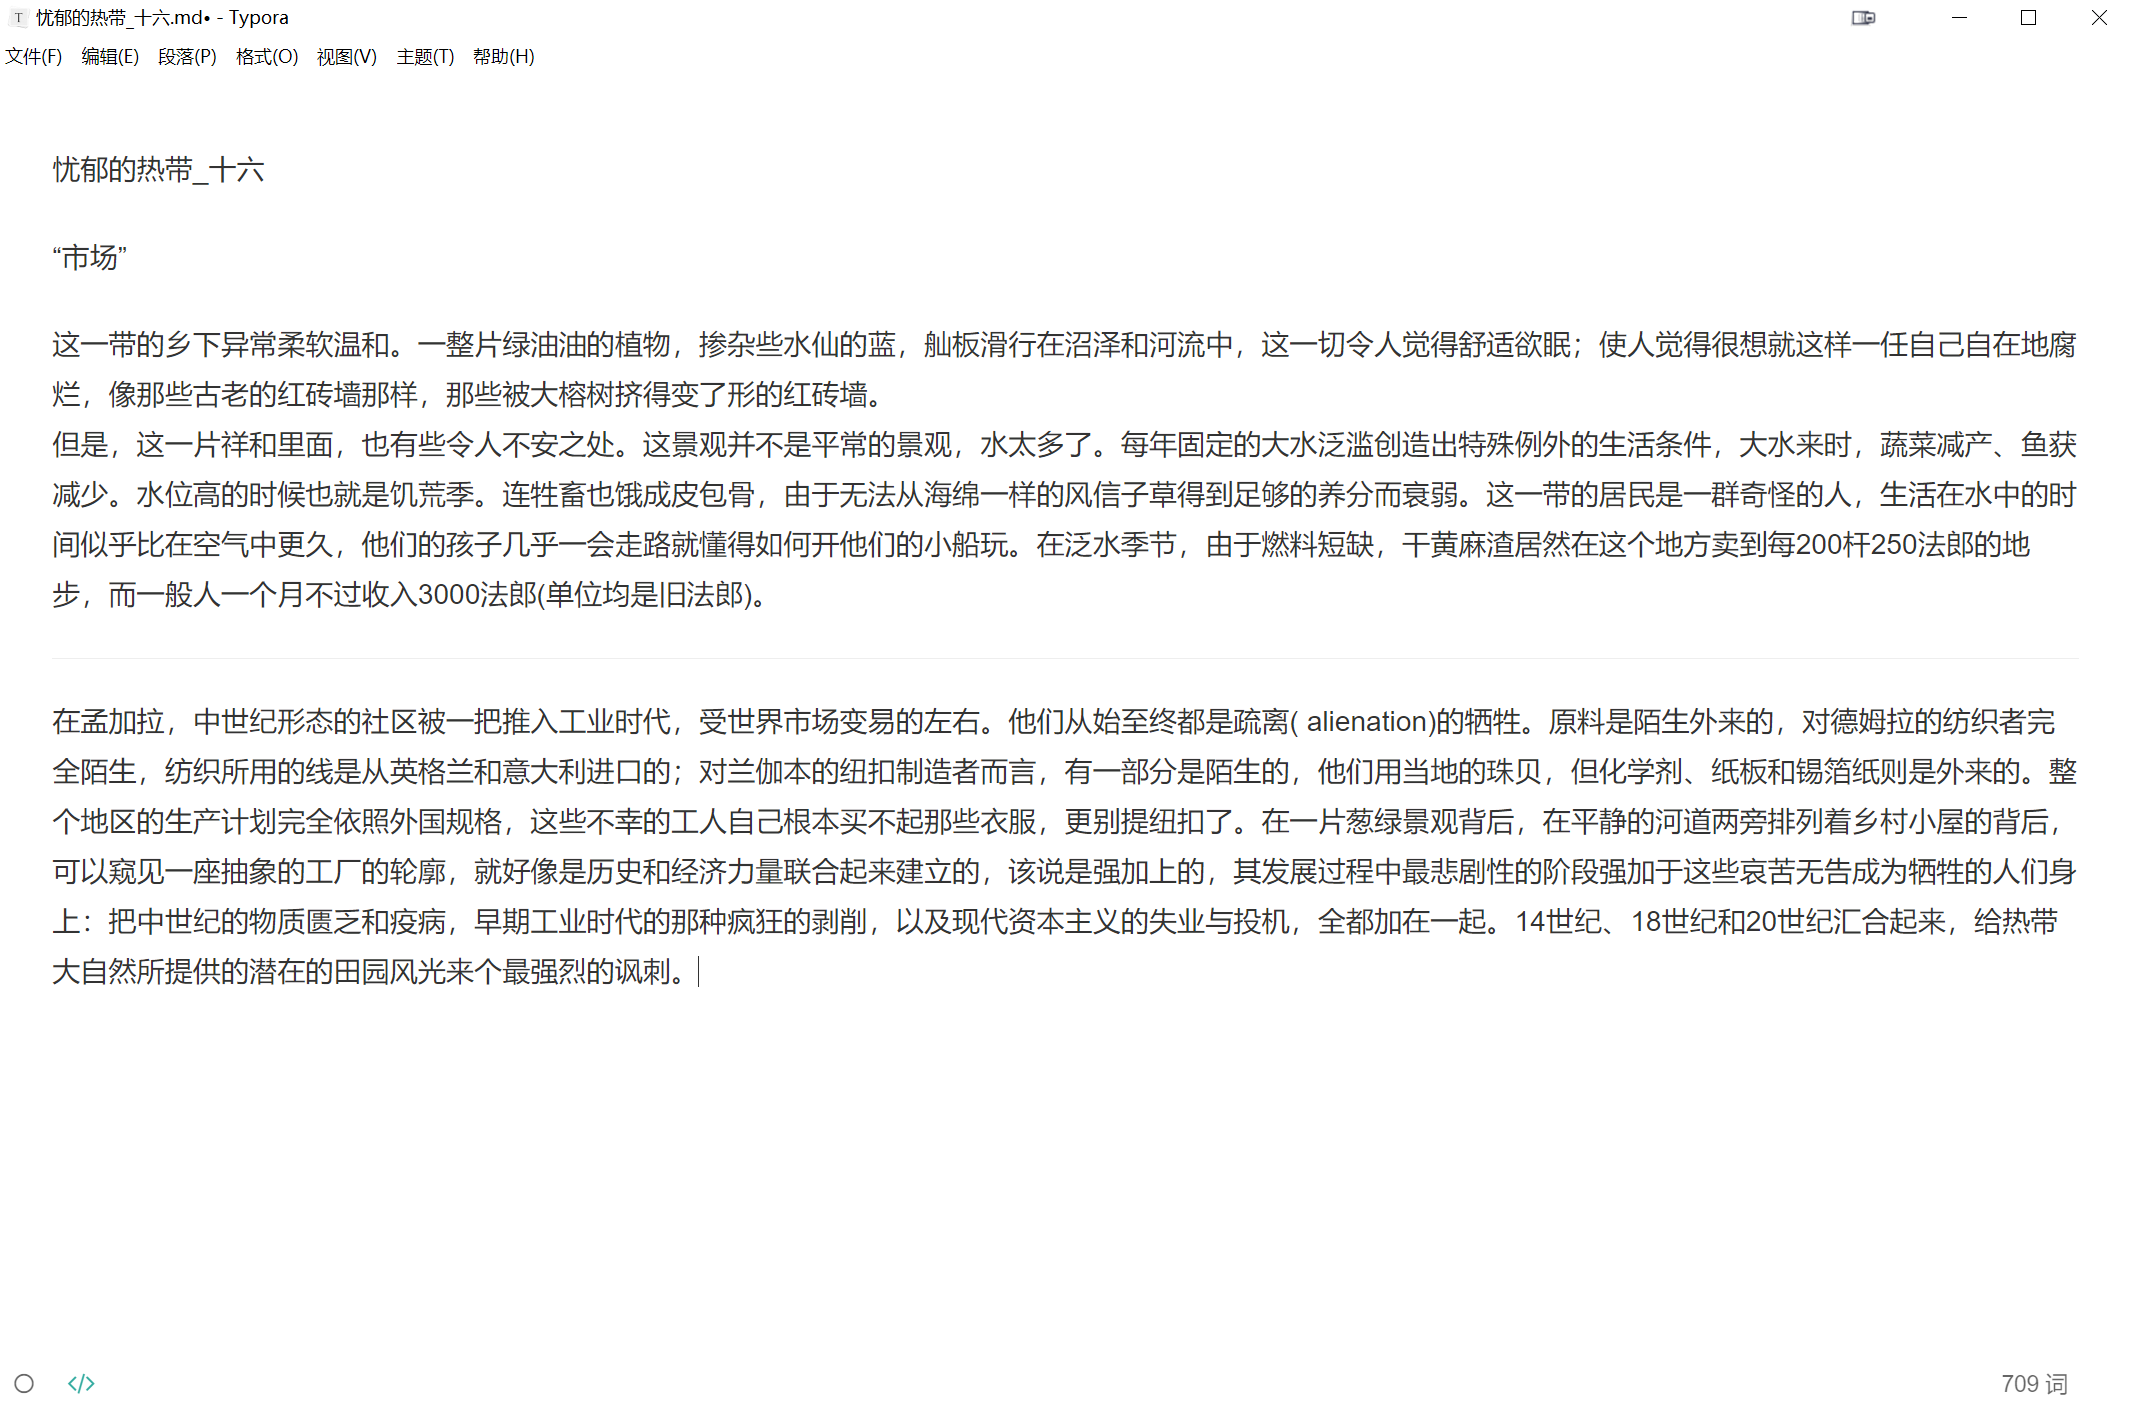 忧郁的热带_十六.md• - Typora
文件(F) 编辑(E) 段落(P) 格式(O) 视图(V) 主题(T) 帮助(H)
忧郁的热带_十六
“市场”
这一带的乡下异常柔软温和。一整片绿油油的植物，掺杂些水仙的蓝，舢板滑行在沼泽和河流中，这一切令人觉得舒适欲眠；使人觉得很想就这样一任自己自在地腐
烂，像那些古老的红砖墙那样，那些被大榕树挤得变了形的红砖墙。
但是，这一片祥和里面，也有些令人不安之处。这景观并不是平常的景观，水太多了。每年固定的大水泛滥创造出特殊例外的生活条件，大水来时，蔬菜减产、鱼获
减少。水位高的时候也就是饥荒季。连牲畜也饿成皮包骨，由于无法从海绵一样的风信子草得到足够的养分而衰弱。这一带的居民是一群奇怪的人，生活在水中的时
间似乎比在空气中更久，他们的孩子几乎一会走路就懂得如何开他们的小船玩。在泛水季节，由于燃料短缺，干黄麻渣居然在这个地方卖到每200杆250法郎的地
步，而一般人一个月不过收入3000法郎(单位均是旧法郎)。
在孟加拉，中世纪形态的社区被一把推入工业时代，受世界市场变易的左右。他们从始至终都是疏离( alienation)的牺牲。原料是陌生外来的，对德姆拉的纺织者完
全陌生，纺织所用的线是从英格兰和意大利进口的；对兰伽本的纽扣制造者而言，有一部分是陌生的，他们用当地的珠贝，但化学剂、纸板和锡箔纸则是外来的。整
个地区的生产计划完全依照外国规格，这些不幸的工人自己根本买不起那些衣服，更别提纽扣了。在一片葱绿景观背后，在平静的河道两旁排列着乡村小屋的背后，
可以窥见一座抽象的工厂的轮廓，就好像是历史和经济力量联合起来建立的，该说是强加上的，其发展过程中最悲剧性的阶段强加于这些哀苦无告成为牺牲的人们身
上：把中世纪的物质匮乏和疫病，早期工业时代的那种疯狂的剥削，以及现代资本主义的失业与投机，全都加在一起。14世纪、18世纪和20世纪汇合起来，给热带
大自然所提供的潜在的田园风光来个最强烈的讽刺。
709 词